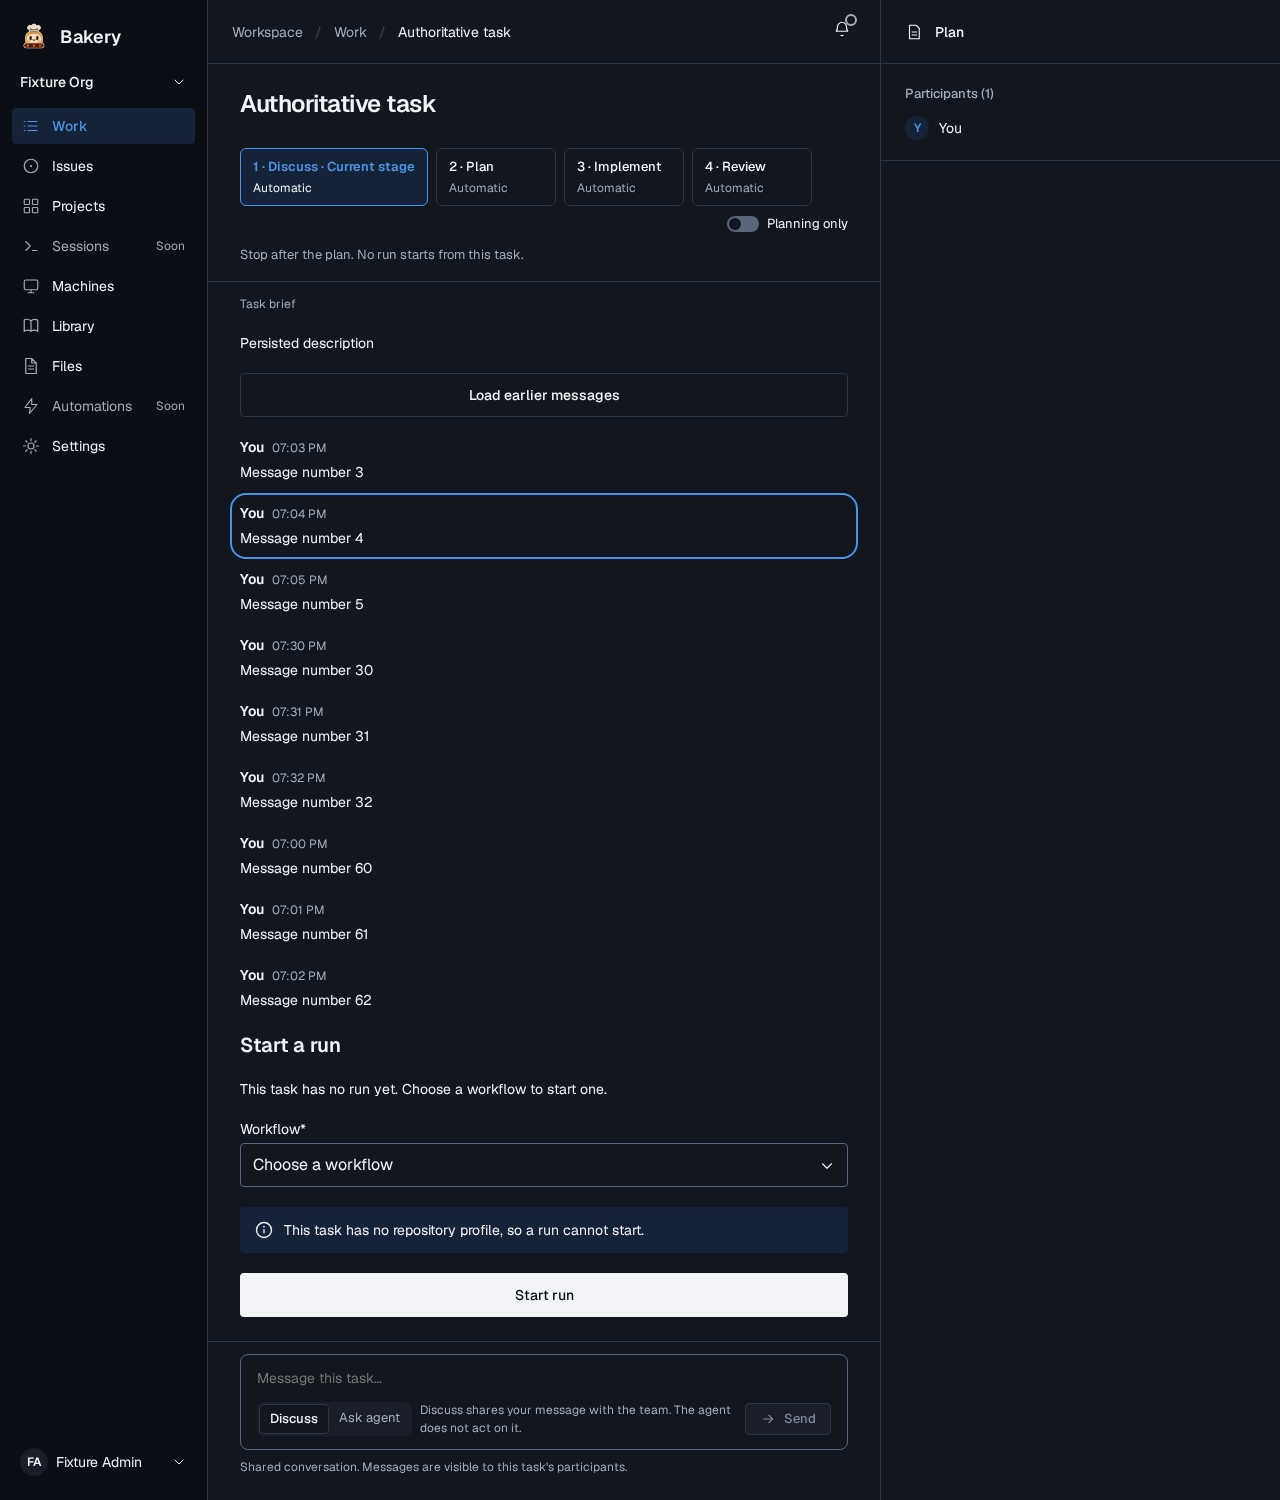 Bakery
Fixture Org
Work
Issues
Projects
Sessions Soon
Machines
Library
Files
Automations Soon
Settings
FA Fixture Admin
Workspace / Work / Authoritative task
Authoritative task
1 · Discuss · Current stage
Automatic
2 · Plan
Automatic
3 · Implement
Automatic
4 · Review
Automatic
Planning only
Stop after the plan. No run starts from this task.
Task brief
Persisted description
Load earlier messages
You 07:03 PM
Message number 3
You 07:04 PM
Message number 4
You 07:05 PM
Message number 5
You 07:30 PM
Message number 30
You 07:31 PM
Message number 31
You 07:32 PM
Message number 32
You 07:00 PM
Message number 60
You 07:01 PM
Message number 61
You 07:02 PM
Message number 62
Start a run
This task has no run yet. Choose a workflow to start one.
Workflow*
Choose a workflow
This task has no repository profile, so a run cannot start.
Start run
Message this task...
Discuss Ask agent
Discuss shares your message with the team. The agent
does not act on it.
Send
Shared conversation. Messages are visible to this task's participants.
Plan
Participants (1)
Y You